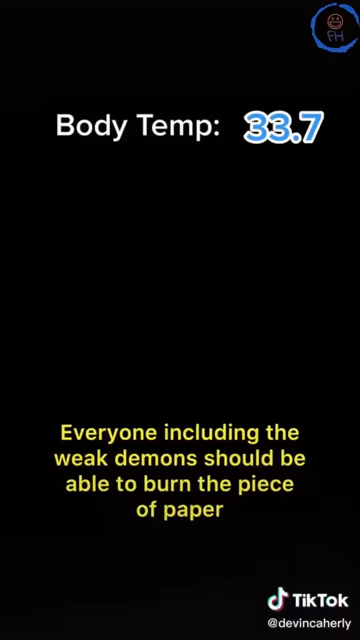 FH
Body Temp: 33.7
Everyone including the
weak demons should be
able to burn the piece
of paper
TikTok
@devincaherly